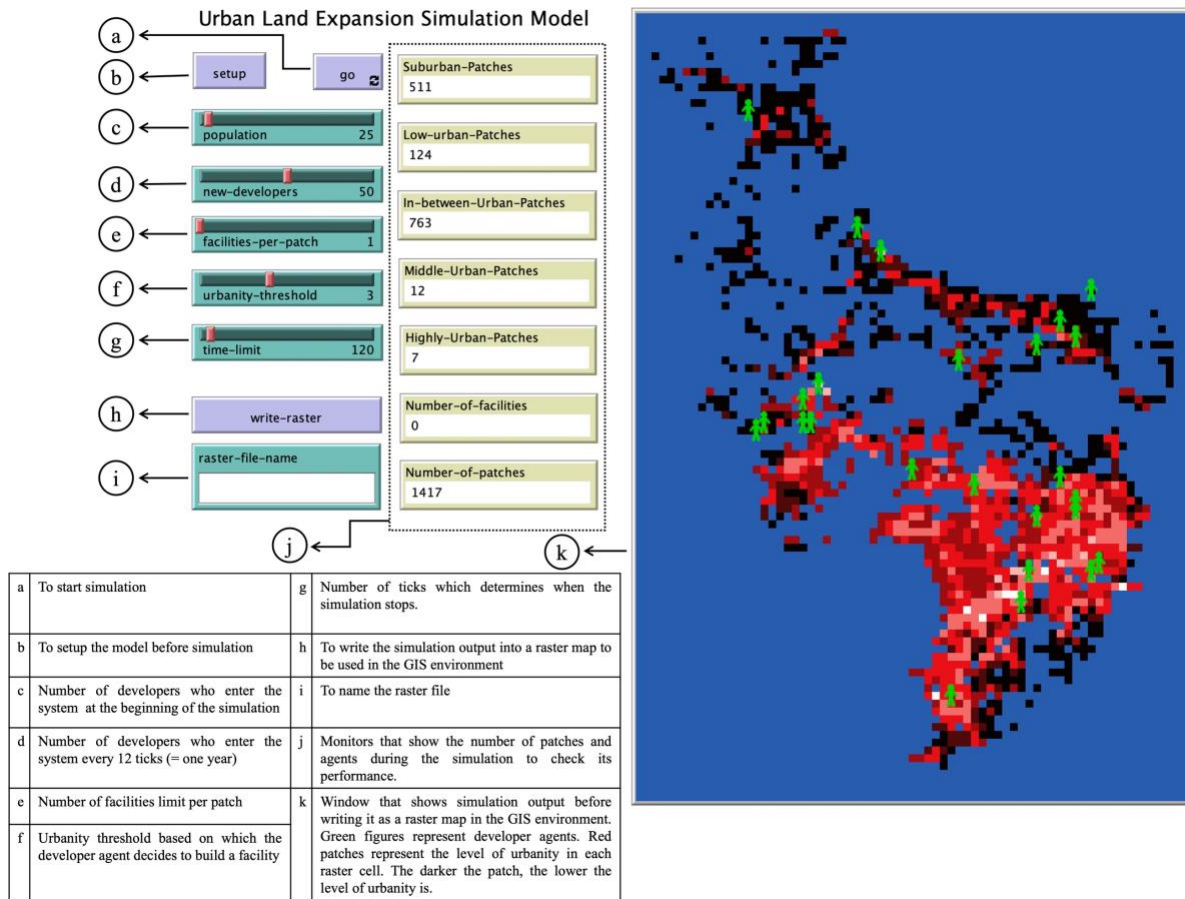 Urban Land Expansion Simulation Model
a
b
setup
go
c
population 25
d
new-developers 50
e
facilities-per-patch 1
f
urbanity-threshold 3
g
time-limit 120
h
write-raster
i
raster-file-name
Suburban-Patches
511
Low-urban-Patches
124
In-between-Urban-Patches
763
Middle-Urban-Patches
12
Highly-Urban-Patches
7
Number-of-facilities
0
Number-of-patches
1417
j
k
a To start simulation
b To setup the model before simulation
c Number of developers who enter the
system at the beginning of the simulation
d Number of developers who enter the
system every 12 ticks (= one year)
e Number of facilities limit per patch
f Urbanity threshold based on which the
developer agent decides to build a facility
g Number of ticks which determines when the
simulation stops.
h To write the simulation output into a raster map to
be used in the GIS environment
i To name the raster file
j Monitors that show the number of patches and
agents during the simulation to check its
performance.
k Window that shows simulation output before
writing it as a raster map in the GIS environment.
Green figures represent developer agents. Red
patches represent the level of urbanity in each
raster cell. The darker the patch, the lower the
level of urbanity is.